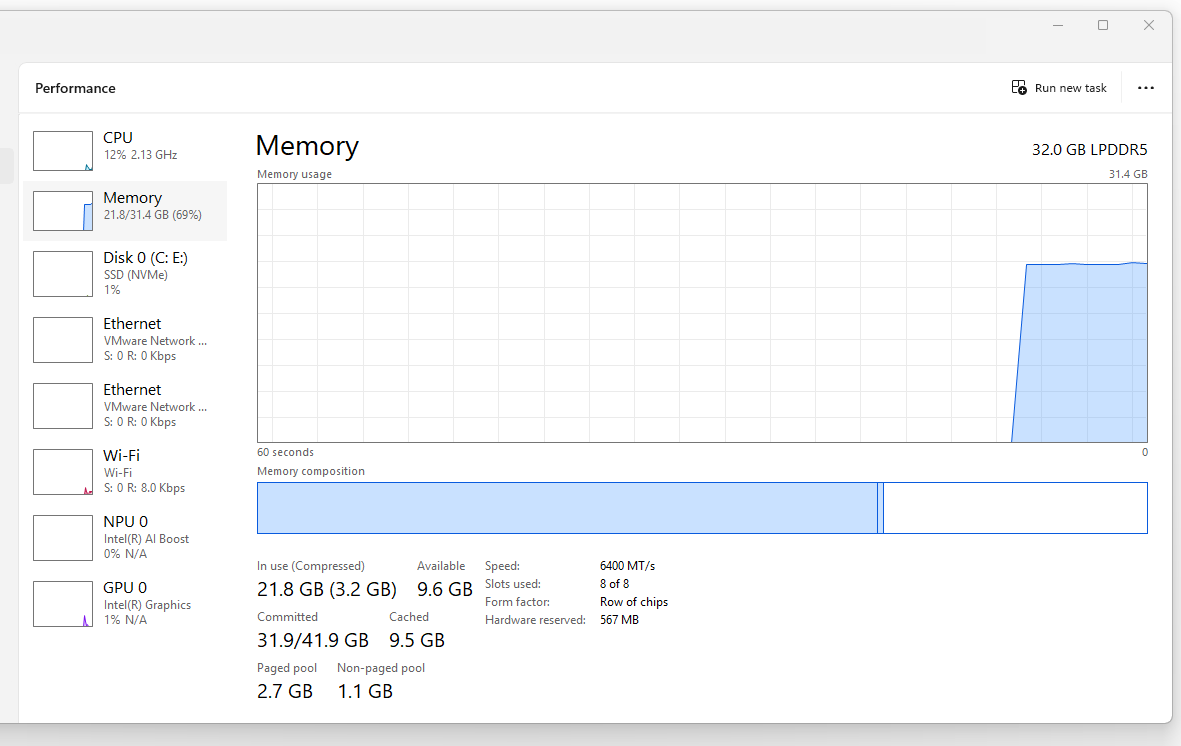 Performance
Run new task
CPU
12% 2.13 GHz
Memory
21.8/31.4 GB (69%)
Disk 0 (C: E:)
SSD (NVMe)
1%
Ethernet
VMware Network ...
S: 0 R: 0 Kbps
Ethernet
VMware Network ...
S: 0 R: 0 Kbps
Wi-Fi
Wi-Fi
S: 0 R: 8.0 Kbps
NPU 0
Intel(R) AI Boost
0% N/A
GPU 0
Intel(R) Graphics
1% N/A
Memory
32.0 GB LPDDR5
Memory usage
31.4 GB
60 seconds
0
Memory composition
In use (Compressed)
21.8 GB (3.2 GB)
Available
9.6 GB
Committed
31.9/41.9 GB
Cached
9.5 GB
Paged pool
2.7 GB
Non-paged pool
1.1 GB
Speed: 6400 MT/s
Slots used: 8 of 8
Form factor: Row of chips
Hardware reserved: 567 MB